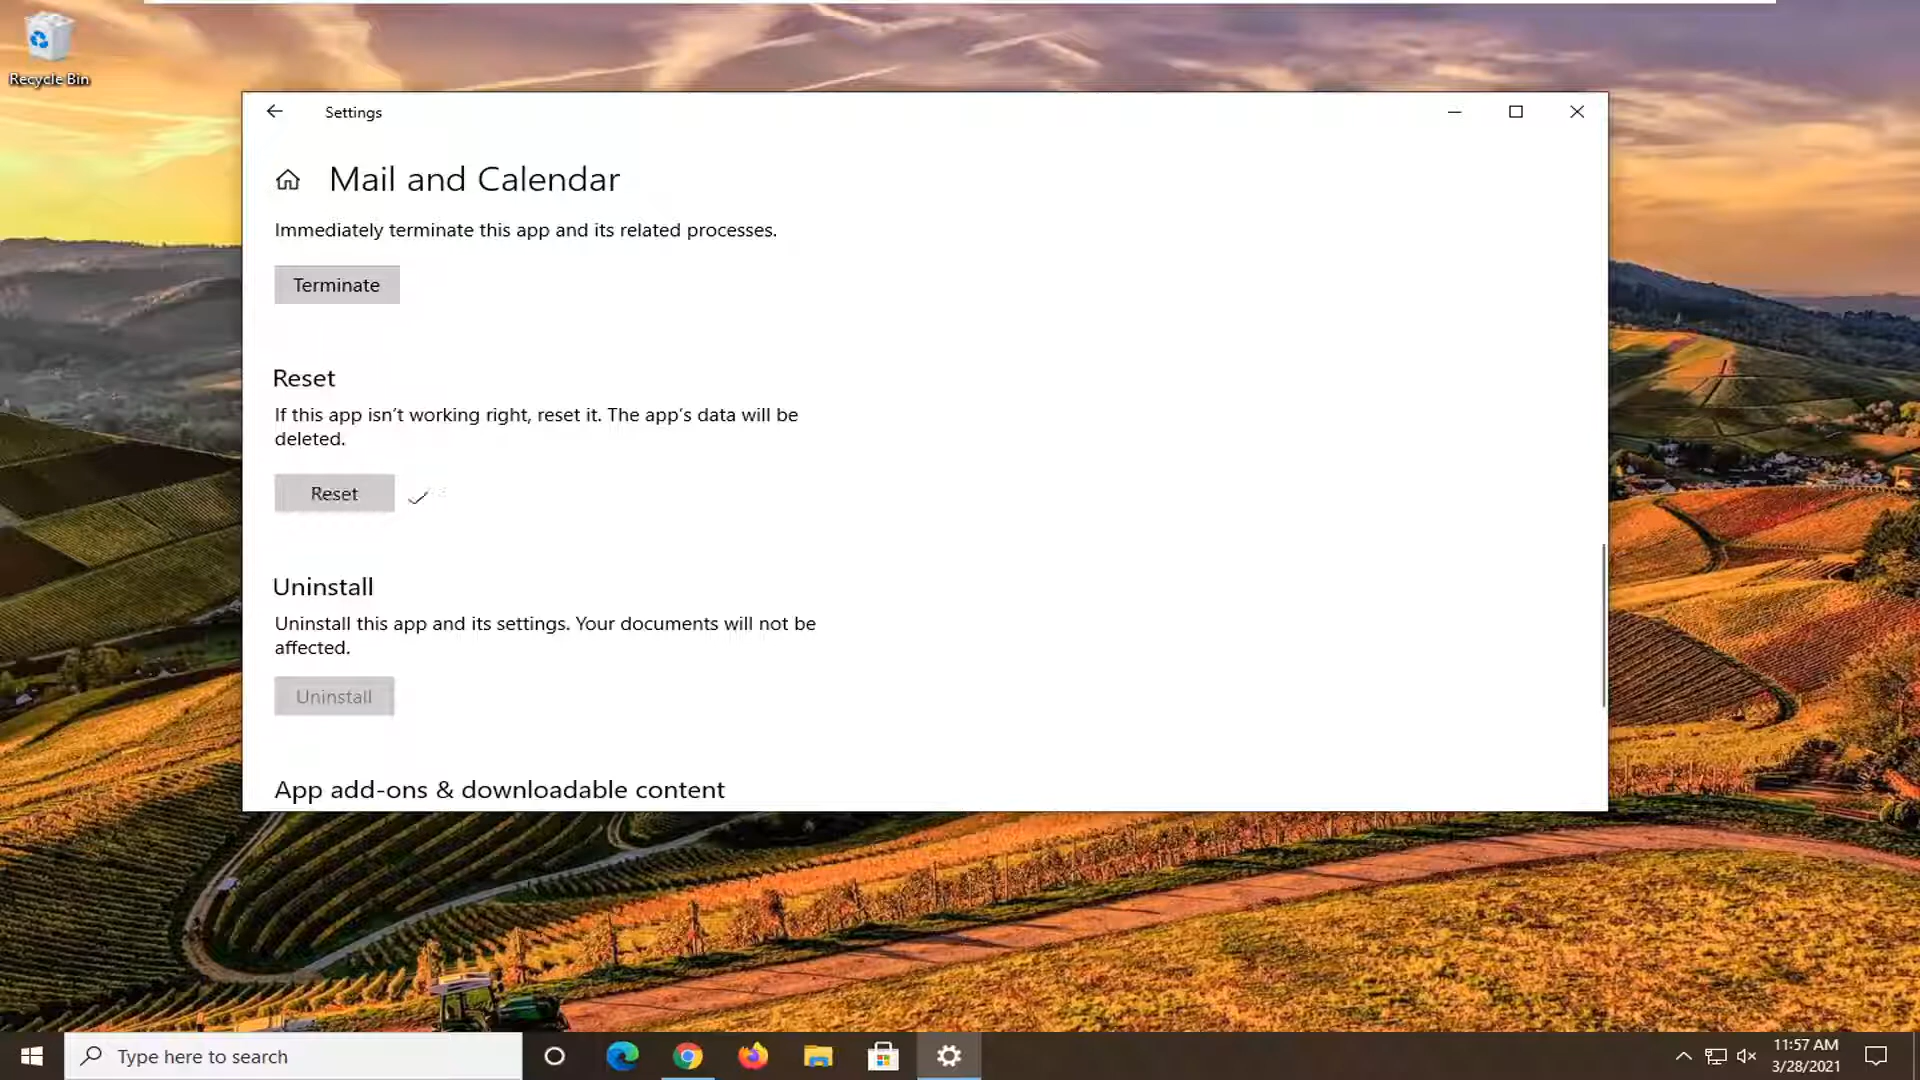 Recycle Bin
Settings
Mail and Calendar
Immediately terminate this app and its related processes.
Terminate
Reset
If this app isn’t working right, reset it. The app’s data will be
deleted.
Reset
Uninstall
Uninstall this app and its settings. Your documents will not be
affected.
Uninstall
App add-ons & downloadable content
Type here to search
11:57 AM
3/28/2021